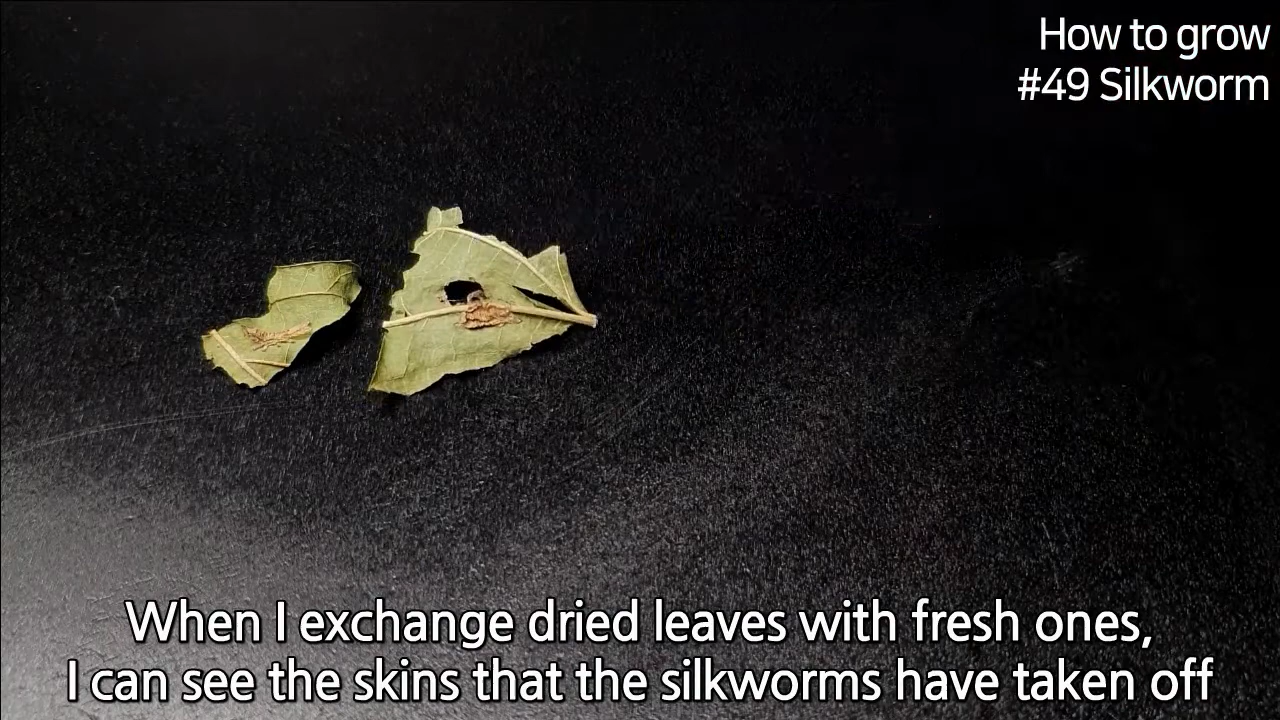 How to grow
#49 Silkworm
When I exchange dried leaves with fresh ones,
I can see the skins that the silkworms have taken off